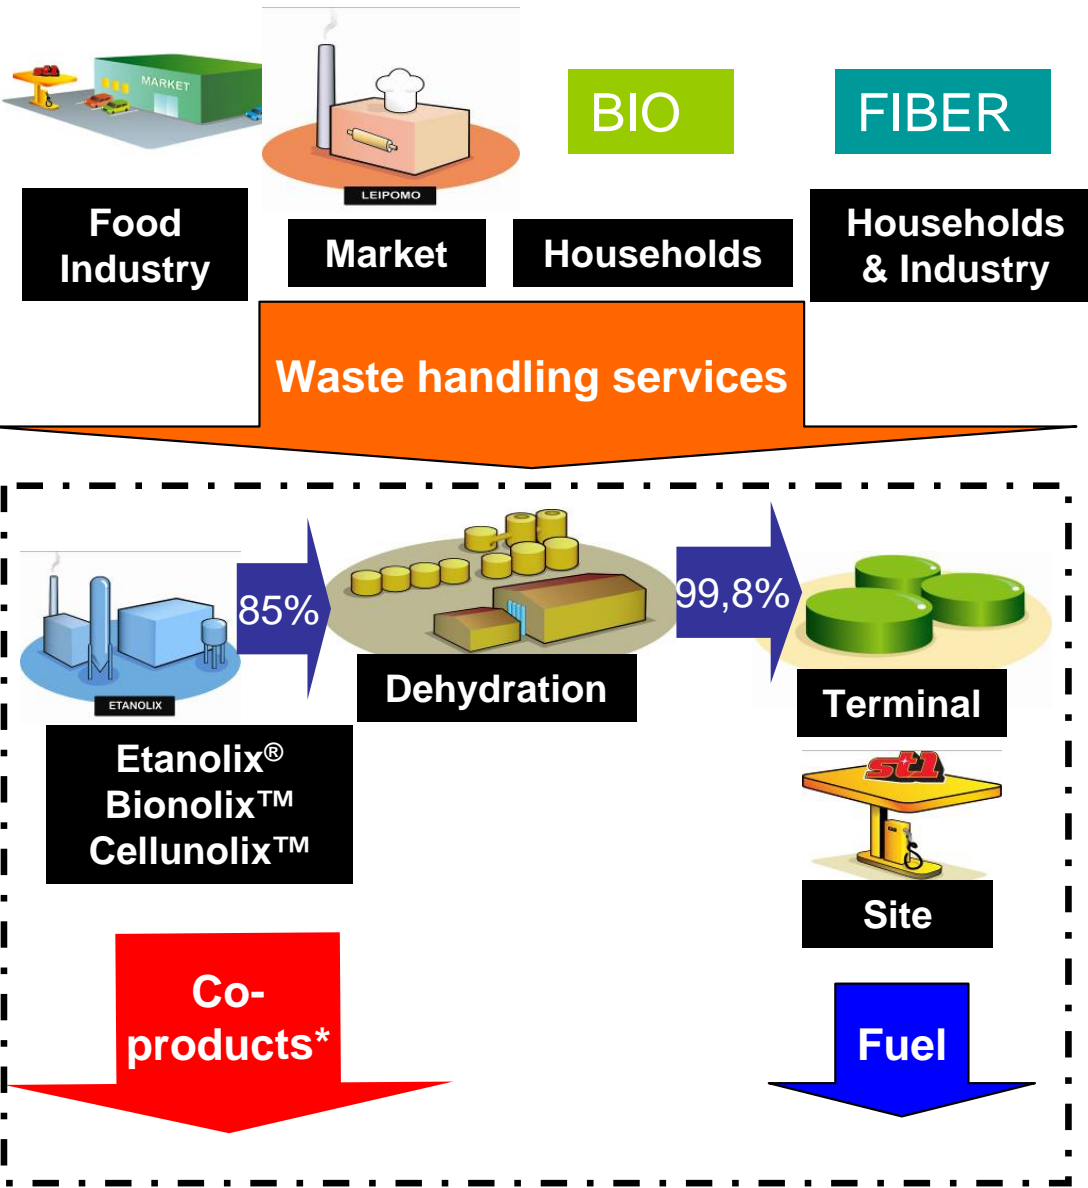 MARKET
LEIPOMO
BIO
FIBER
Food
Industry
Market
Households
Households
& Industry
Waste handling services
85%
99,8%
ETANOLIX
Dehydration
Terminal
Etanolix®
Bionolix™
Cellunolix™
st1
Site
Co-
products*
Fuel